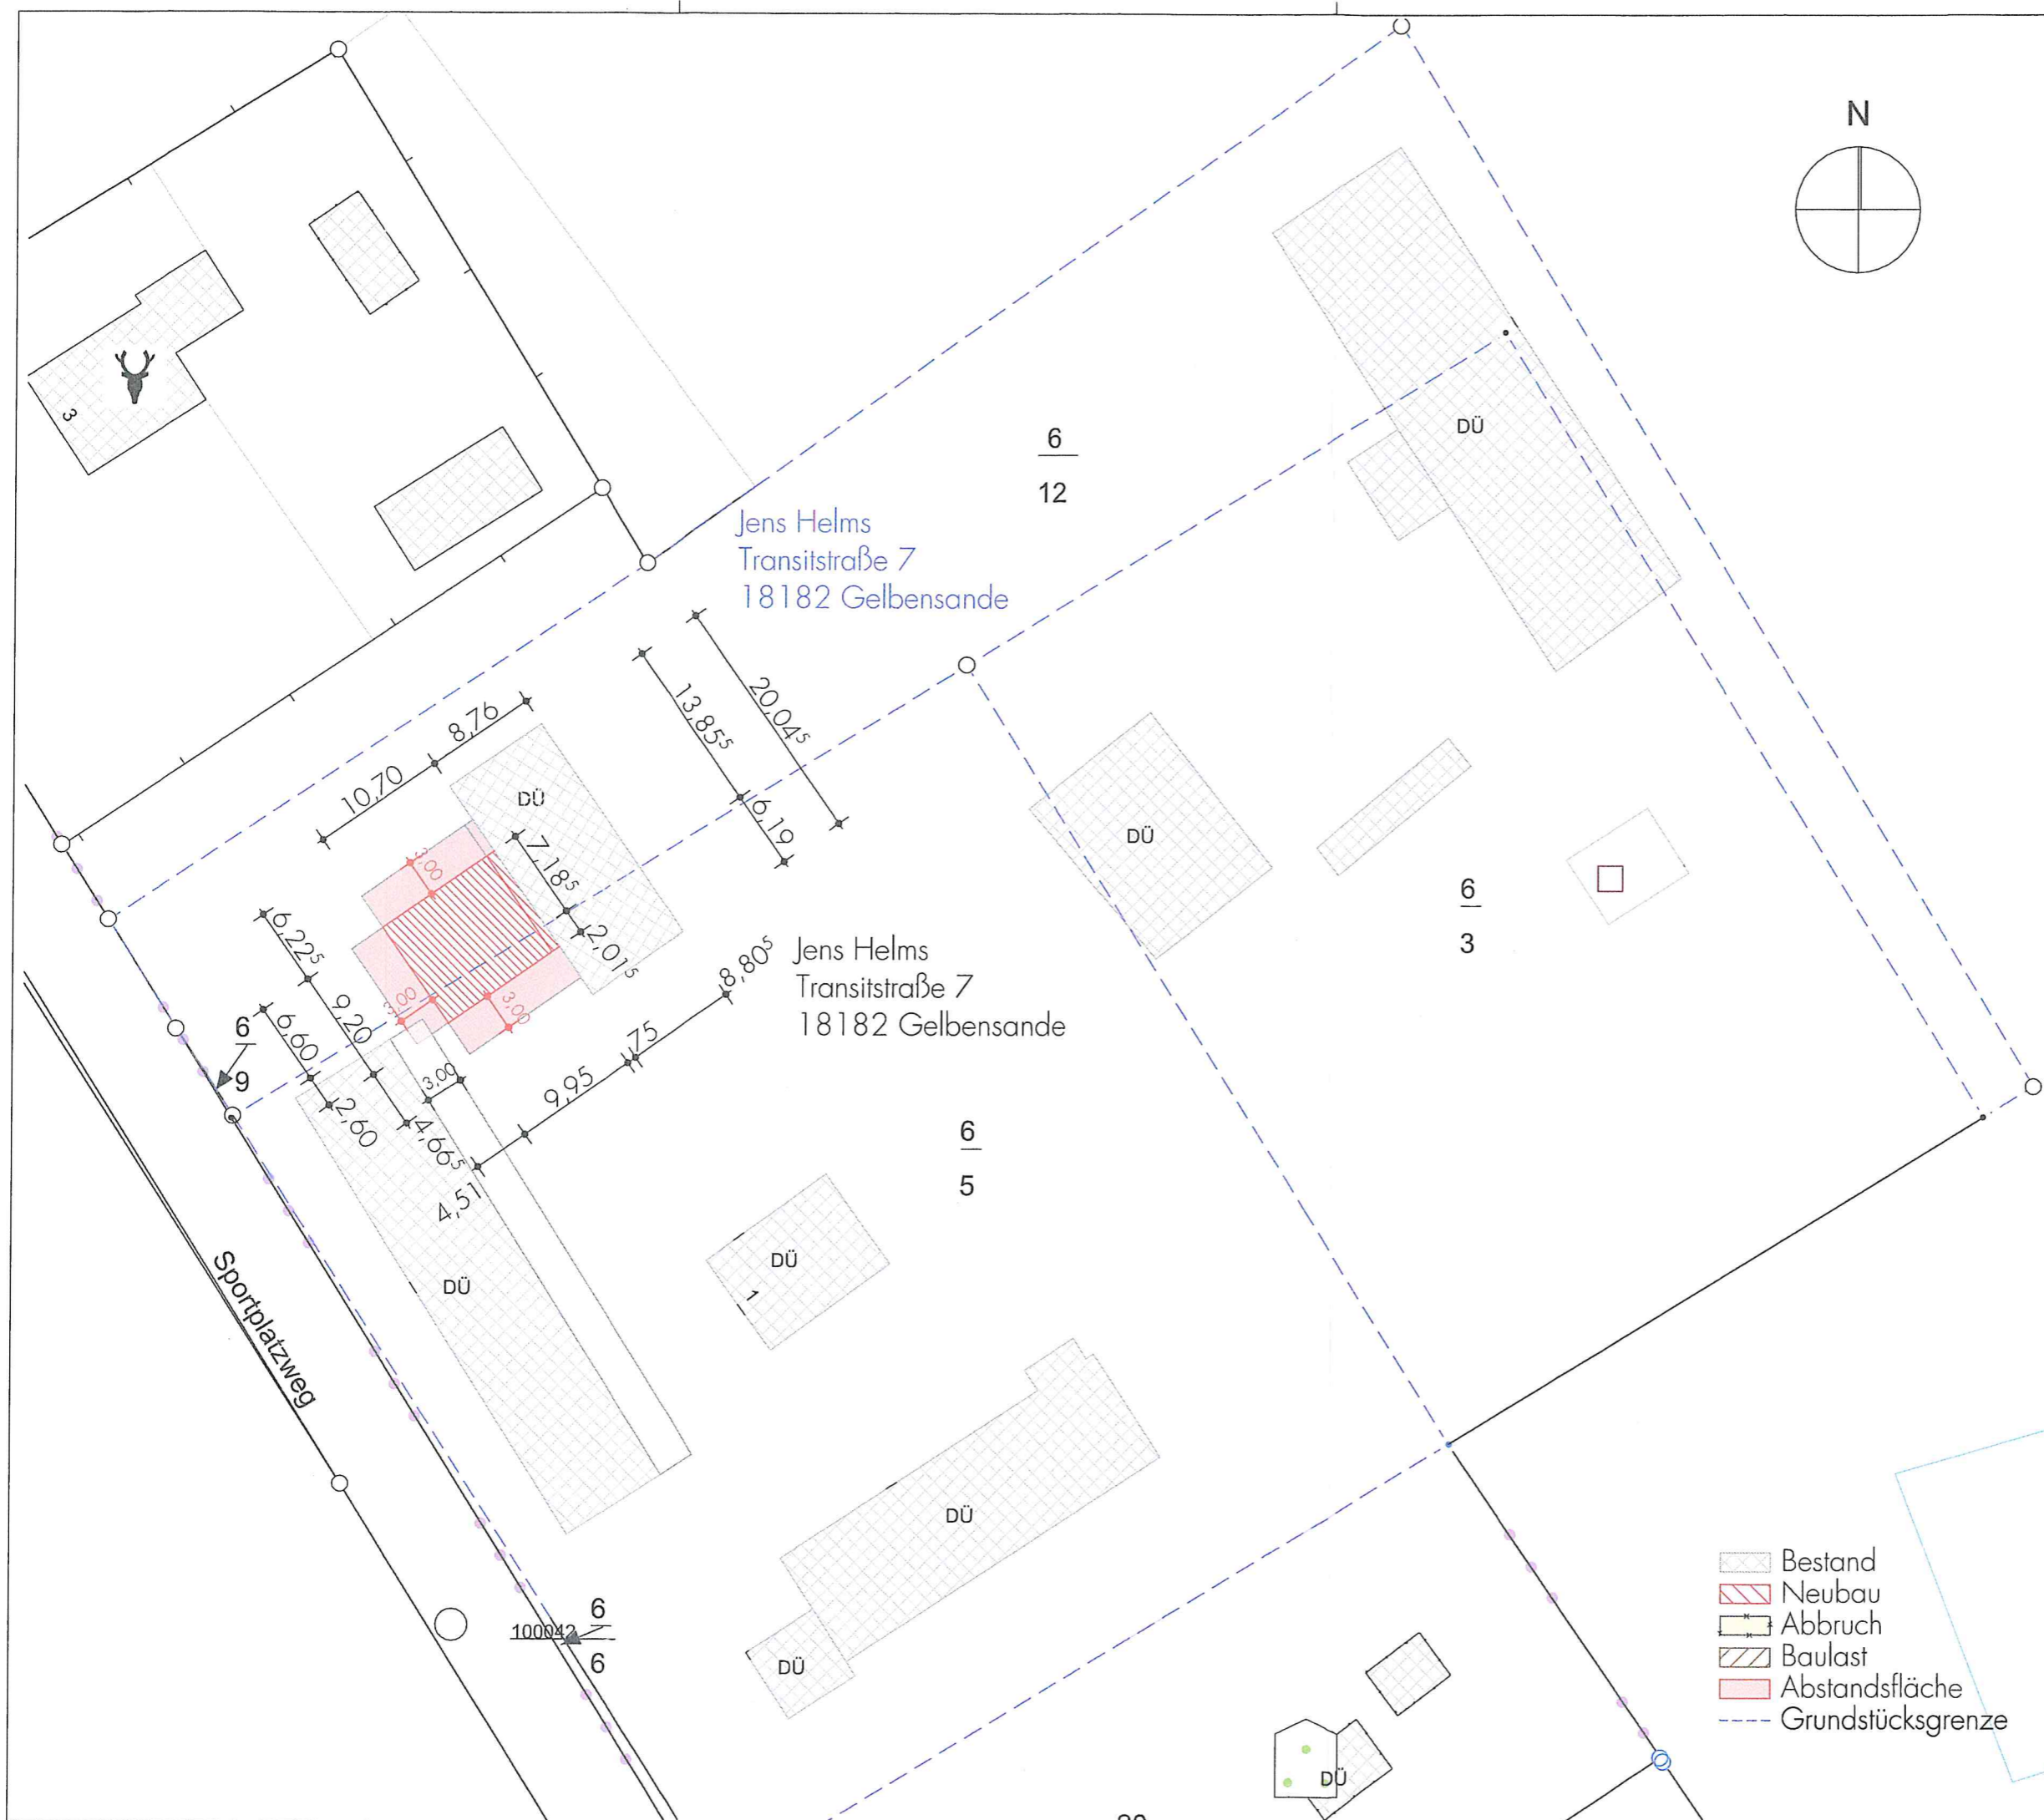 N
3
6
12
Jens Helms
Transitstraße 7
18182 Gelbensande
DÜ
20,04⁵
13,85⁵
6,19
8,76
10,70
DÜ
3,00
7,18⁵
2,01⁵
DÜ
6
3
6,22⁵
9,20
4,66⁵
6,60
2,60
3,00
3,00
3,00
8,80⁵
75
9,95
4,51
Jens Helms
Transitstraße 7
18182 Gelbensande
6
9
6
5
DÜ
1
DÜ
Sportplatzweg
DÜ
DÜ
100042
6
6
DÜ
Bestand
Neubau
Abbruch
Baulast
Abstandsfläche
Grundstücksgrenze